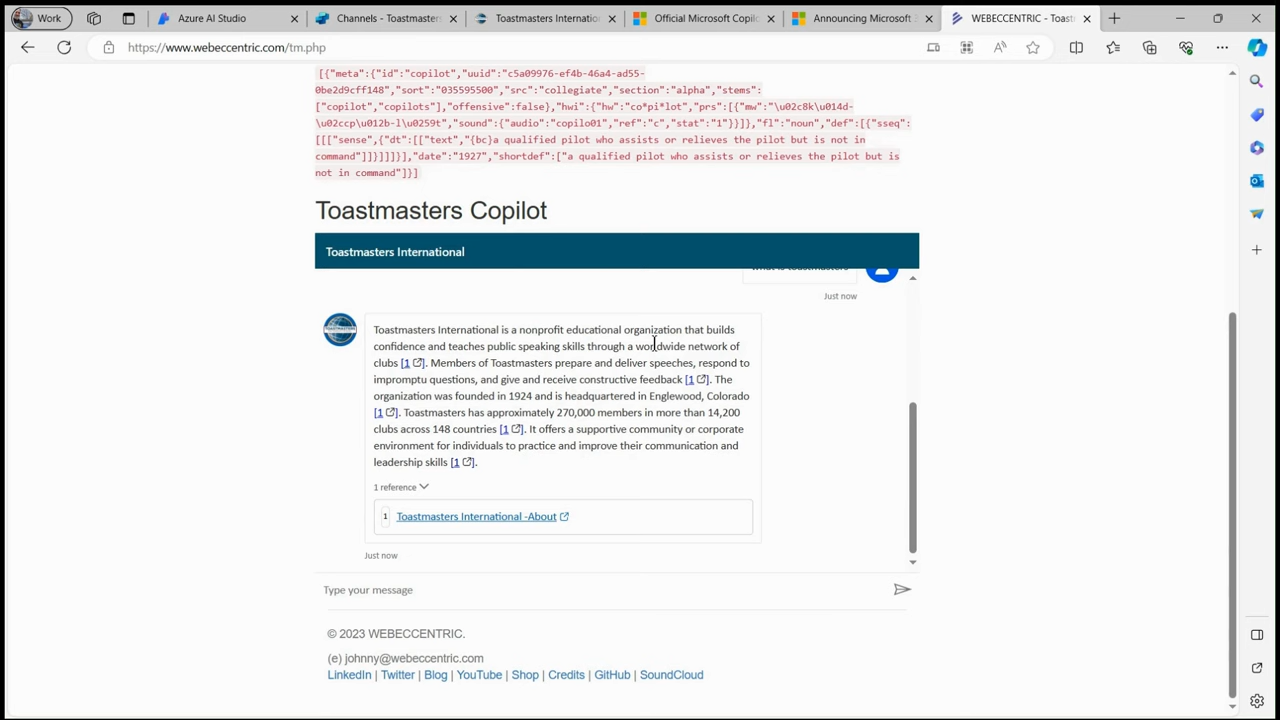 Work
Azure AI Studio
Channels - Toastmasters
Toastmasters Internatio
Official Microsoft Copilo
Announcing Microsoft 3
WEBECCENTRIC - Toast
https://www.webeccentric.com/tm.php
[{"meta":{"id":"copilot","uuid":"c5a09976-ef4b-46a4-ad55-
0be2d9cff148","sort":"035595500","src":"collegiate","section":"alpha","stems":
["copilot","copilots"],"offensive":false},"hwi":{"hw":"co*pi*lot","prs":[{"mw":"\u02c8k\u014d-
\u02ccp\u012b-l\u0259t","sound":{"audio":"copilo01","ref":"c","stat":"1"}}]},"fl":"noun","def":[{"sseq":
[[["sense",{"dt":[["text","{bc}a qualified pilot who assists or relieves the pilot but is not in
command"]]}]]]}],"date":"1927","shortdef":["a qualified pilot who assists or relieves the pilot but is
not in command"]}]
Toastmasters Copilot
Toastmasters International
what is toastmasters
Just now
Toastmasters International is a nonprofit educational organization that builds
confidence and teaches public speaking skills through a worldwide network of
clubs [1]. Members of Toastmasters prepare and deliver speeches, respond to
impromptu questions, and give and receive constructive feedback [1]. The
organization was founded in 1924 and is headquartered in Englewood, Colorado
[1]. Toastmasters has approximately 270,000 members in more than 14,200
clubs across 148 countries [1]. It offers a supportive community or corporate
environment for individuals to practice and improve their communication and
leadership skills [1].
1 reference
1 Toastmasters International -About
Just now
Type your message
© 2023 WEBECCENTRIC.
(e) johnny@webeccentric.com
LinkedIn | Twitter | Blog | YouTube | Shop | Credits | GitHub | SoundCloud